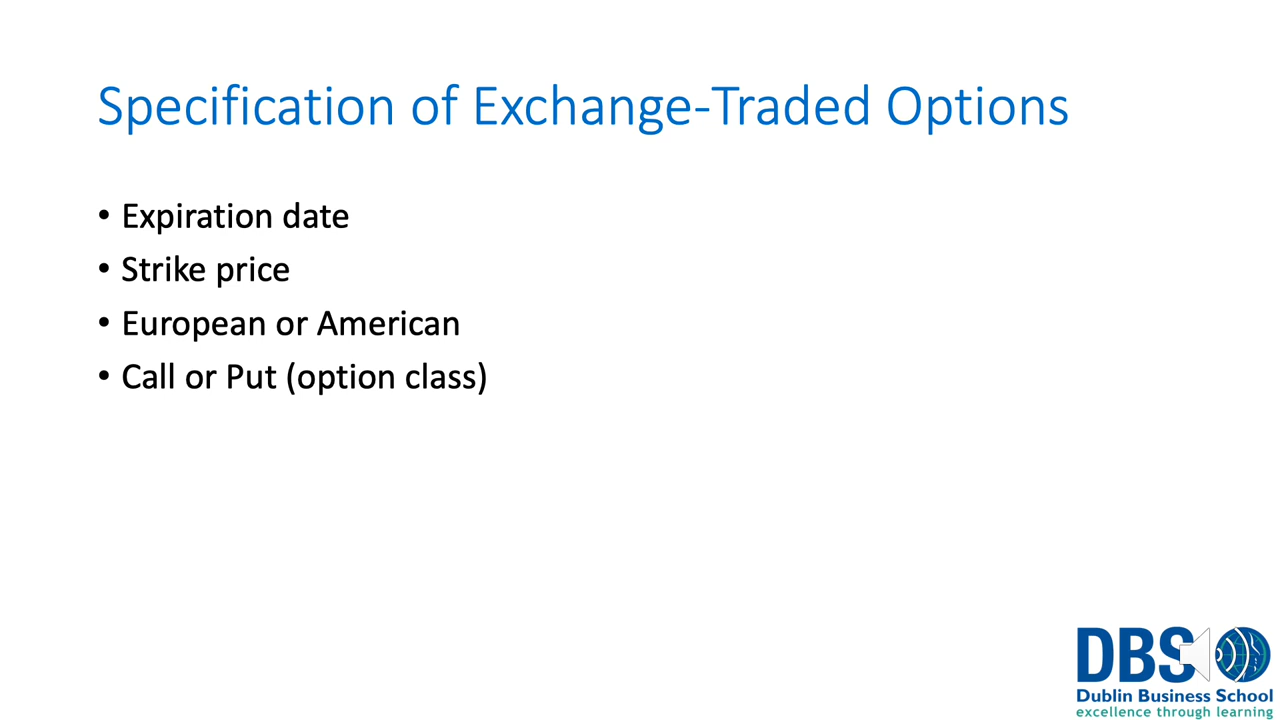 Specification of Exchange-Traded Options
• Expiration date
• Strike price
• European or American
• Call or Put (option class)
DBS
Dublin Business School
excellence through learning